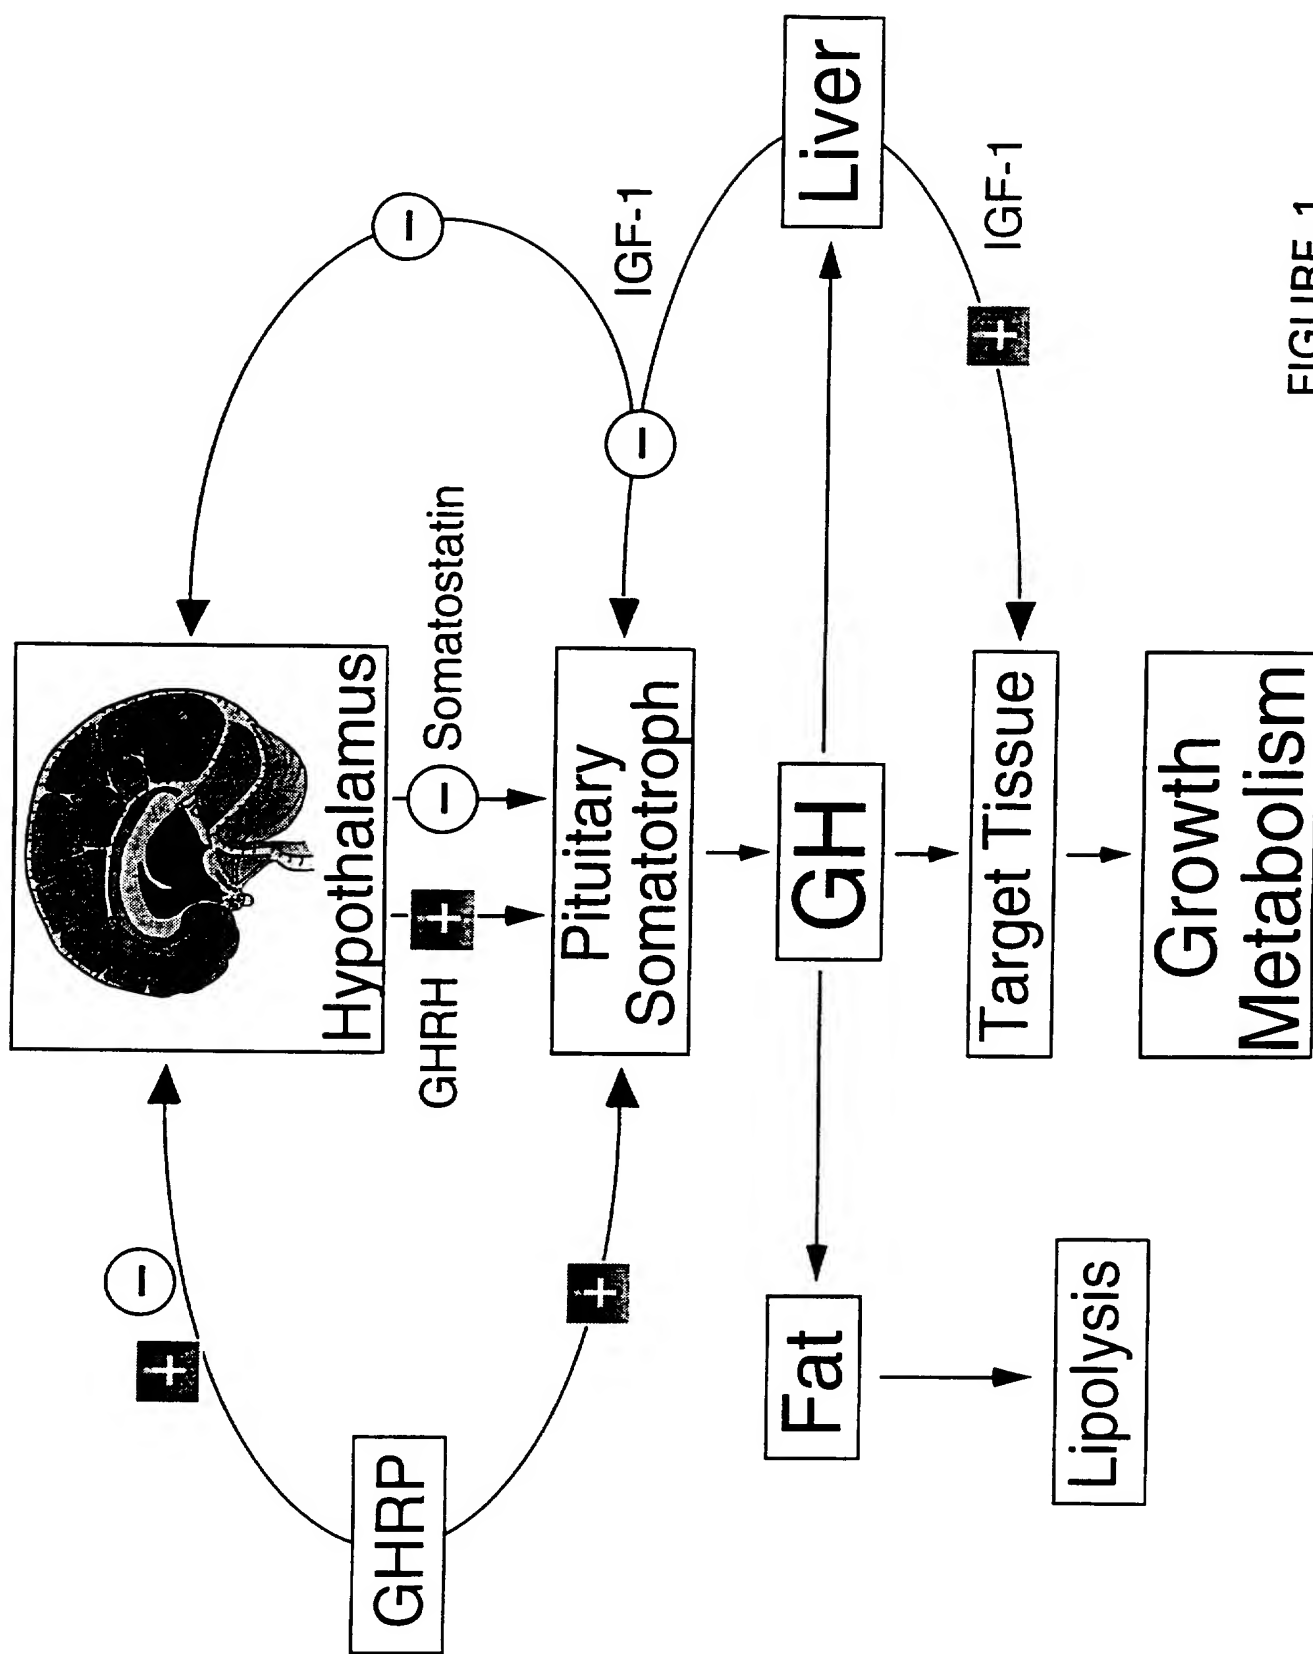 −
+
Hypothalamus
−
GHRP
GHRH + − Somatostatin
Pituitary
Somatotroph
+
−
IGF-1
Fat
GH
Liver
+
IGF-1
Target Tissue
Lipolysis
Growth
Metabolism
FIGURE 1